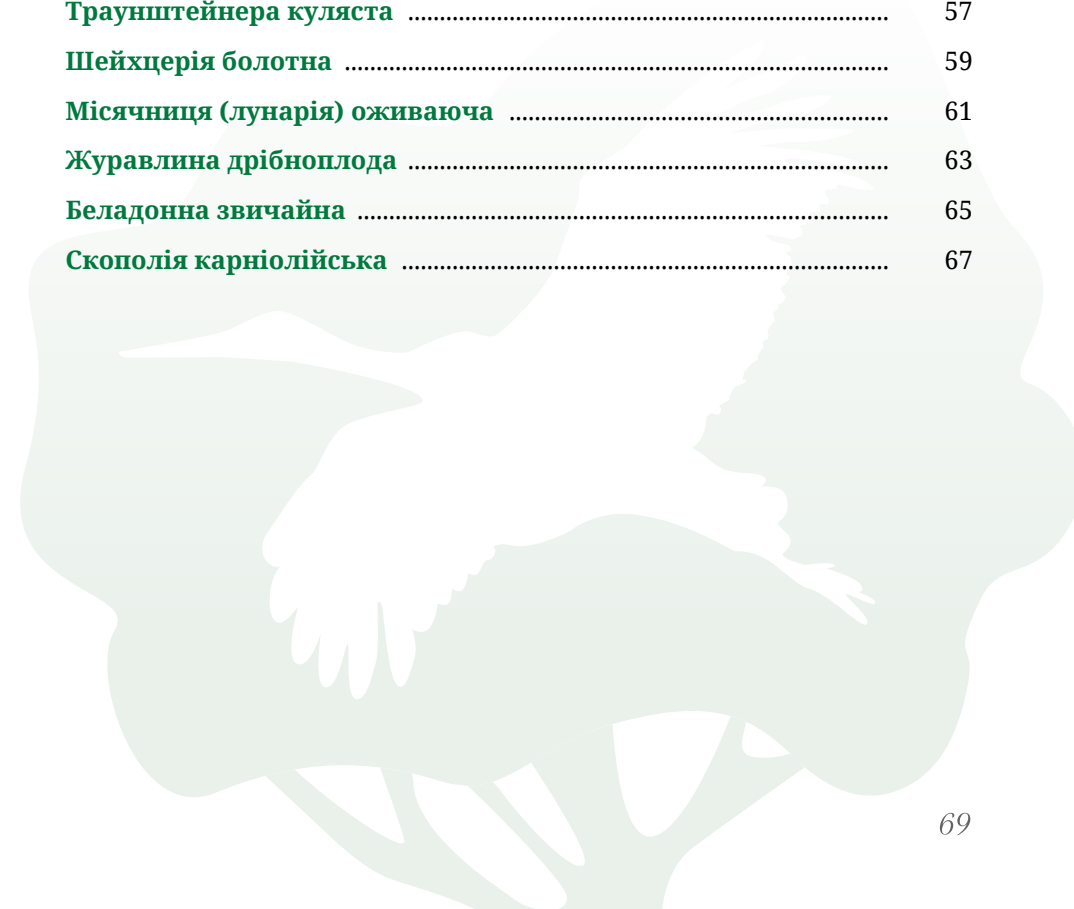 Траунштейнера куляста ........................................................................................ 57
Шейхцерія болотна ........................................................................................ 59
Місячниця (лунарія) оживаюча ........................................................................................ 61
Журавлина дрібноплода ........................................................................................ 63
Беладонна звичайна ........................................................................................ 65
Скополія карніолійська ........................................................................................ 67
69